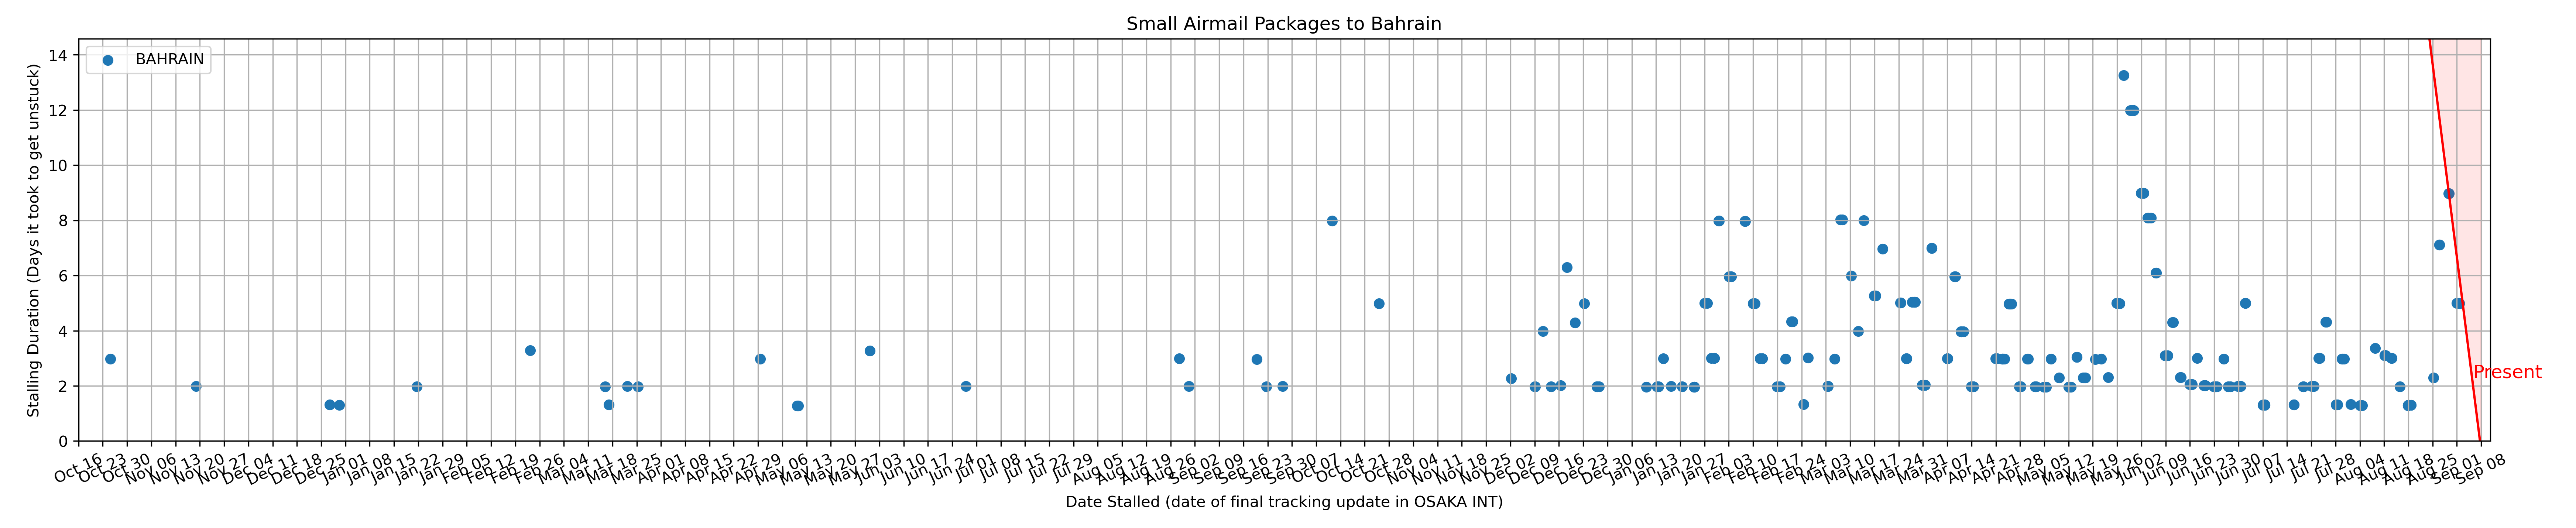 Small Airmail Packages to Bahrain
BAHRAIN
Stalling Duration (Days it took to get unstuck)
14
12
10
8
6
4
2
0
Present
Oct 16
Oct 23
Oct 30
Nov 06
Nov 13
Nov 20
Nov 27
Dec 04
Dec 11
Dec 18
Dec 25
Jan 01
Jan 08
Jan 15
Jan 22
Jan 29
Feb 05
Feb 12
Feb 19
Feb 26
Mar 04
Mar 11
Mar 18
Mar 25
Apr 01
Apr 08
Apr 15
Apr 22
Apr 29
May 06
May 13
May 20
May 27
Jun 03
Jun 10
Jun 17
Jun 24
Jul 01
Jul 08
Jul 15
Jul 22
Jul 29
Aug 05
Aug 12
Aug 19
Aug 26
Sep 02
Sep 09
Sep 16
Sep 23
Sep 30
Oct 07
Oct 14
Oct 21
Oct 28
Nov 04
Nov 11
Nov 18
Nov 25
Dec 02
Dec 09
Dec 16
Dec 23
Dec 30
Jan 06
Jan 13
Jan 20
Jan 27
Feb 03
Feb 10
Feb 17
Feb 24
Mar 03
Mar 10
Mar 17
Mar 24
Mar 31
Apr 07
Apr 14
Apr 21
Apr 28
May 05
May 12
May 19
May 26
Jun 02
Jun 09
Jun 16
Jun 23
Jun 30
Jul 07
Jul 14
Jul 21
Jul 28
Aug 04
Aug 11
Aug 18
Aug 25
Sep 01
Sep 08
Date Stalled (date of final tracking update in OSAKA INT)